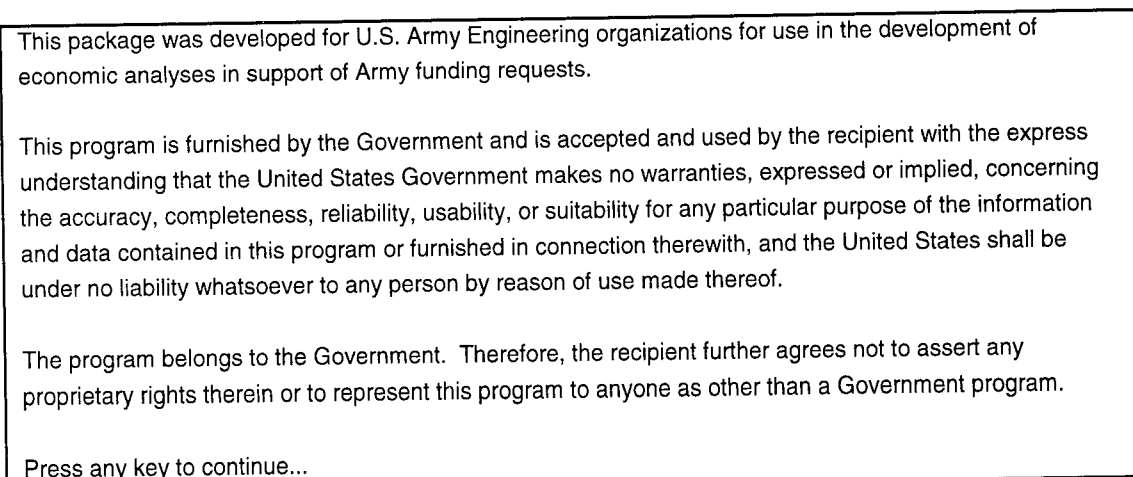 This package was developed for U.S. Army Engineering organizations for use in the development of
economic analyses in support of Army funding requests.
This program is furnished by the Government and is accepted and used by the recipient with the express
understanding that the United States Government makes no warranties, expressed or implied, concerning
the accuracy, completeness, reliability, usability, or suitability for any particular purpose of the information
and data contained in this program or furnished in connection therewith, and the United States shall be
under no liability whatsoever to any person by reason of use made thereof.
The program belongs to the Government.  Therefore, the recipient further agrees not to assert any
proprietary rights therein or to represent this program to anyone as other than a Government program.
Press any key to continue...